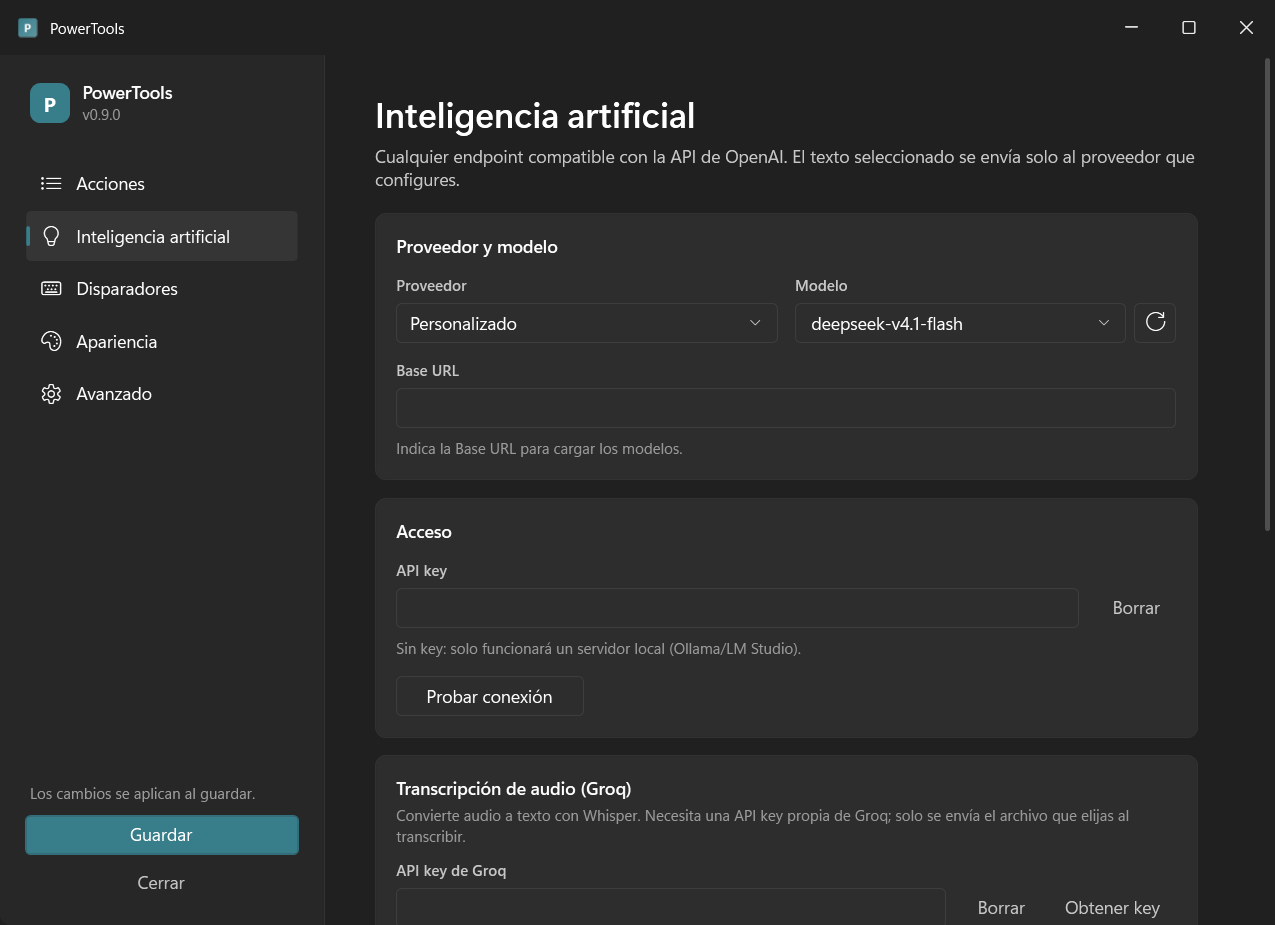 P PowerTools
P
PowerTools
v0.9.0
Acciones
Inteligencia artificial
Disparadores
Apariencia
Avanzado
Los cambios se aplican al guardar.
Guardar
Cerrar
Inteligencia artificial
Cualquier endpoint compatible con la API de OpenAI. El texto seleccionado se envía solo al proveedor que
configures.
Proveedor y modelo
Proveedor Modelo
Personalizado deepseek-v4.1-flash
Base URL
Indica la Base URL para cargar los modelos.
Acceso
API key
Borrar
Sin key: solo funcionará un servidor local (Ollama/LM Studio).
Probar conexión
Transcripción de audio (Groq)
Convierte audio a texto con Whisper. Necesita una API key propia de Groq; solo se envía el archivo que elijas al
transcribir.
API key de Groq
Borrar Obtener key